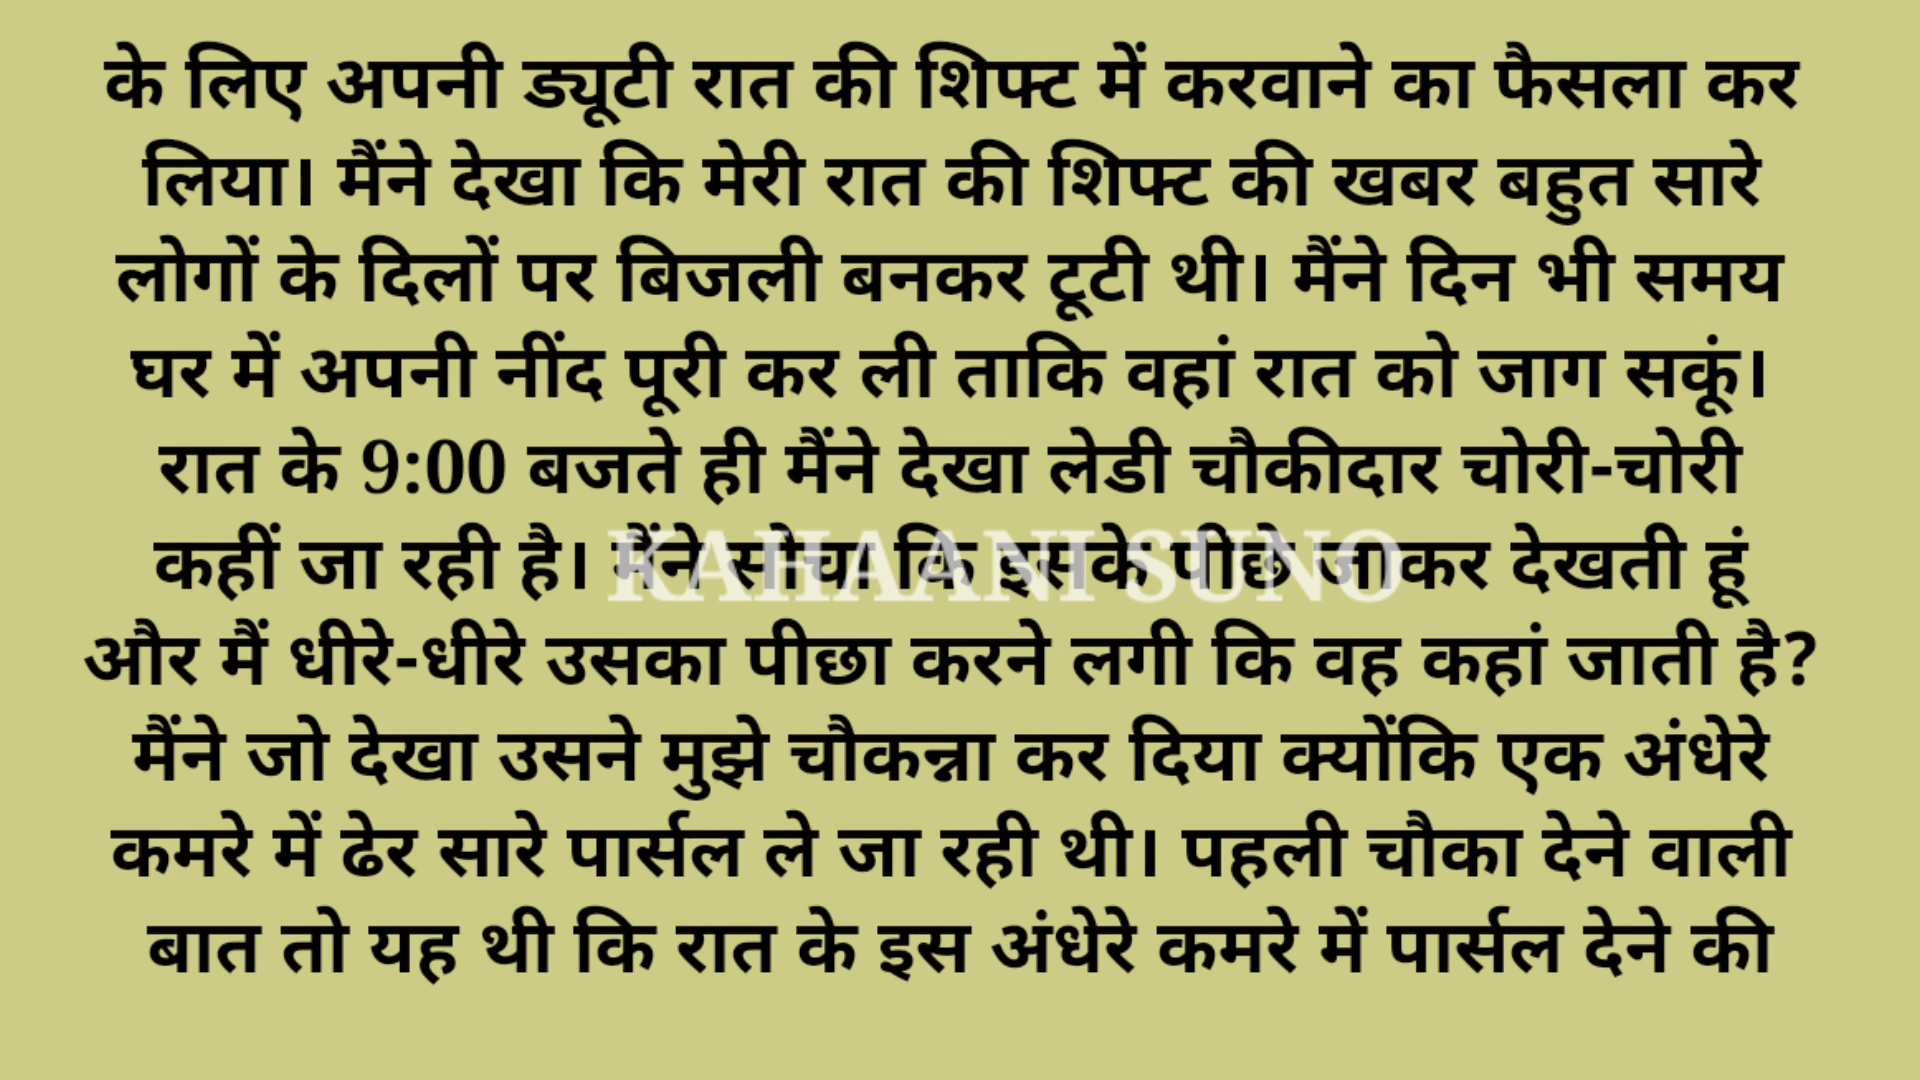 के लिए अपनी ड्यूटी रात की शिफ्ट में करवाने का फैसला कर
लिया। मैंने देखा कि मेरी रात की शिफ्ट की खबर बहुत सारे
लोगों के दिलों पर बिजली बनकर टूटी थी। मैंने दिन भी समय
घर में अपनी नींद पूरी कर ली ताकि वहां रात को जाग सकूं।
रात के 9:00 बजते ही मैंने देखा लेडी चौकीदार चोरी-चोरी
कहीं जा रही है। मैंने सोचा कि इसके पीछे जाकर देखती हूं
KAHAANI SUNO
और मैं धीरे-धीरे उसका पीछा करने लगी कि वह कहां जाती है?
मैंने जो देखा उसने मुझे चौकन्ना कर दिया क्योंकि एक अंधेरे
कमरे में ढेर सारे पार्सल ले जा रही थी। पहली चौका देने वाली
बात तो यह थी कि रात के इस अंधेरे कमरे में पार्सल देने की